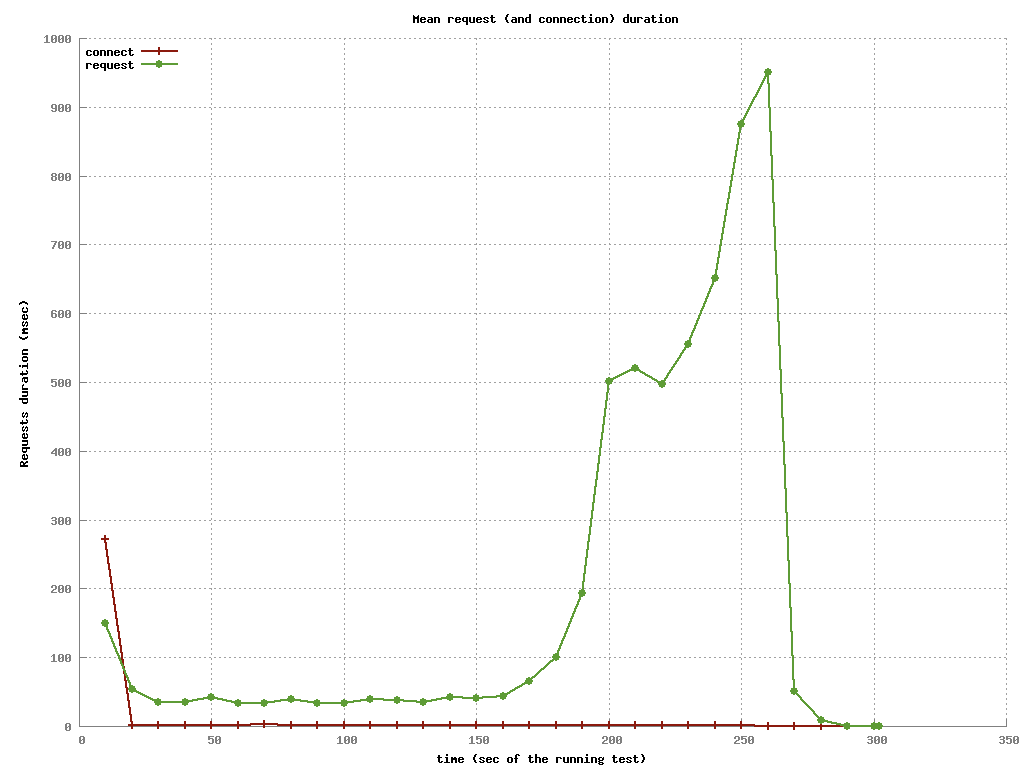 Mean request (and connection) duration
connect
request
1000
900
800
700
600
500
400
300
200
100
0
Requests duration (msec)
0 50 100 150 200 250 300 350
time (sec of the running test)